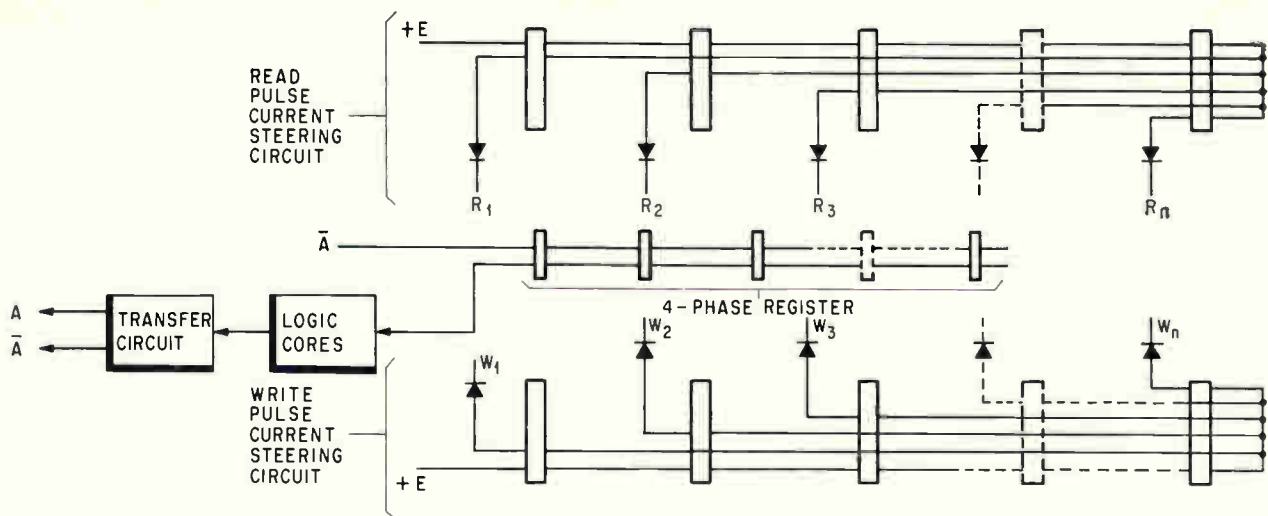 +E
READ
PULSE
CURRENT
STEERING
CIRCUIT
R1
R2
R3
Rn
A̅
4-PHASE REGISTER
A
A̅
TRANSFER
CIRCUIT
LOGIC
CORES
W1
W2
W3
Wn
WRITE
PULSE
CURRENT
STEERING
CIRCUIT
+E